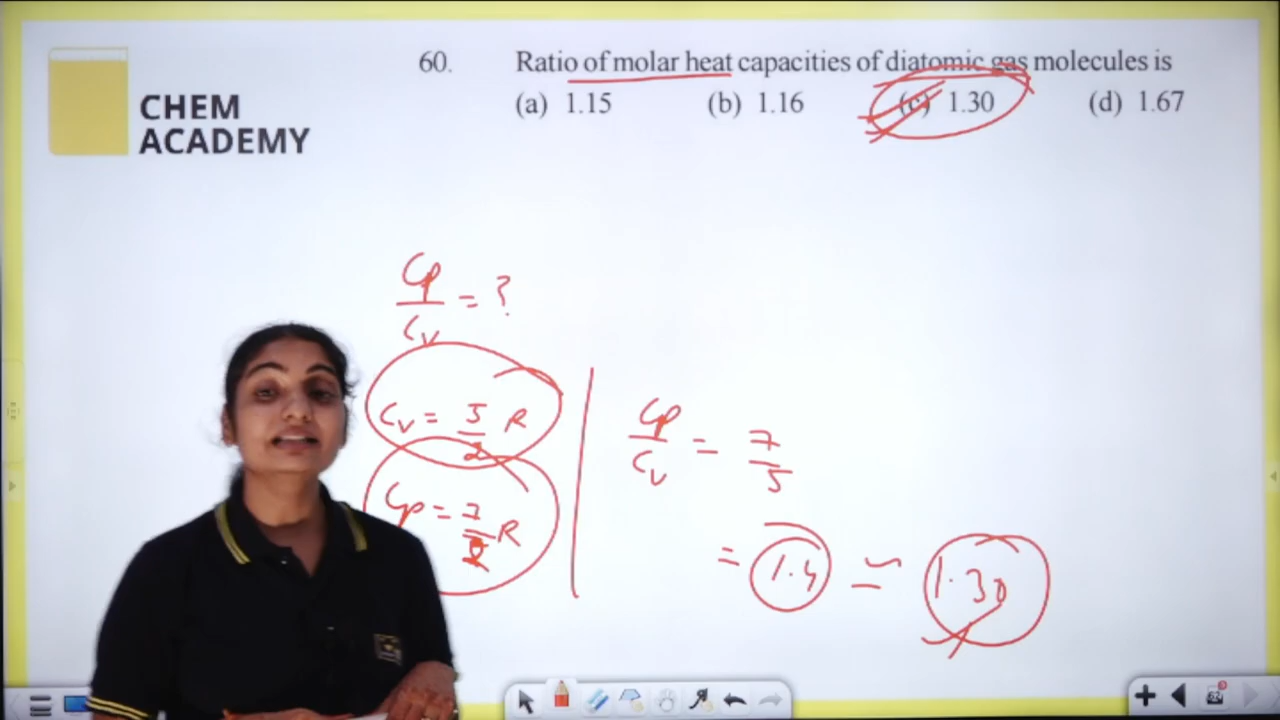 60. Ratio of molar heat capacities of diatomic gas molecules is
(a) 1.15 (b) 1.16 (c) 1.30 (d) 1.67
CHEM
ACADEMY
Cp/Cv = ?
Cv = 5/2 R
Cp = 7/2 R
Cp/Cv = 7/5
= 1.4 ≃ 1.30